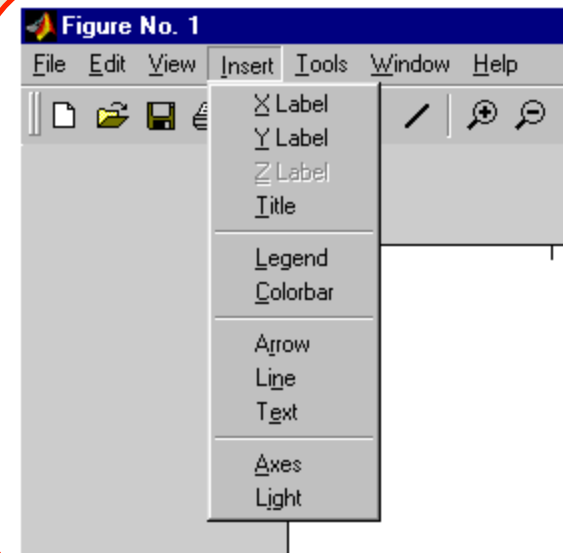 Figure No. 1
File Edit View Insert Tools Window Help
X Label
Y Label
Z Label
Title
Legend
Colorbar
Arrow
Line
Text
Axes
Light